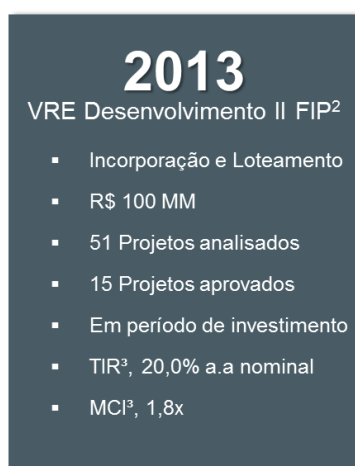 2013
VRE Desenvolvimento II FIP²
▪ Incorporação e Loteamento
▪ R$ 100 MM
▪ 51 Projetos analisados
▪ 15 Projetos aprovados
▪ Em período de investimento
▪ TIR³, 20,0% a.a nominal
▪ MCI³, 1,8x